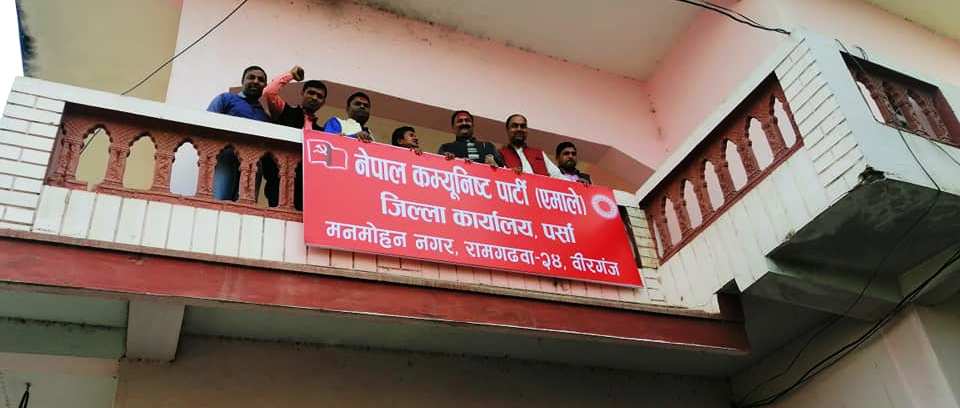 नेपाल कम्यूनिष्ट पार्टी (एमाले)
जिल्ला कार्यालय, पर्सा
मनमोहन नगर, रामगढवा-२४, वीरगंज